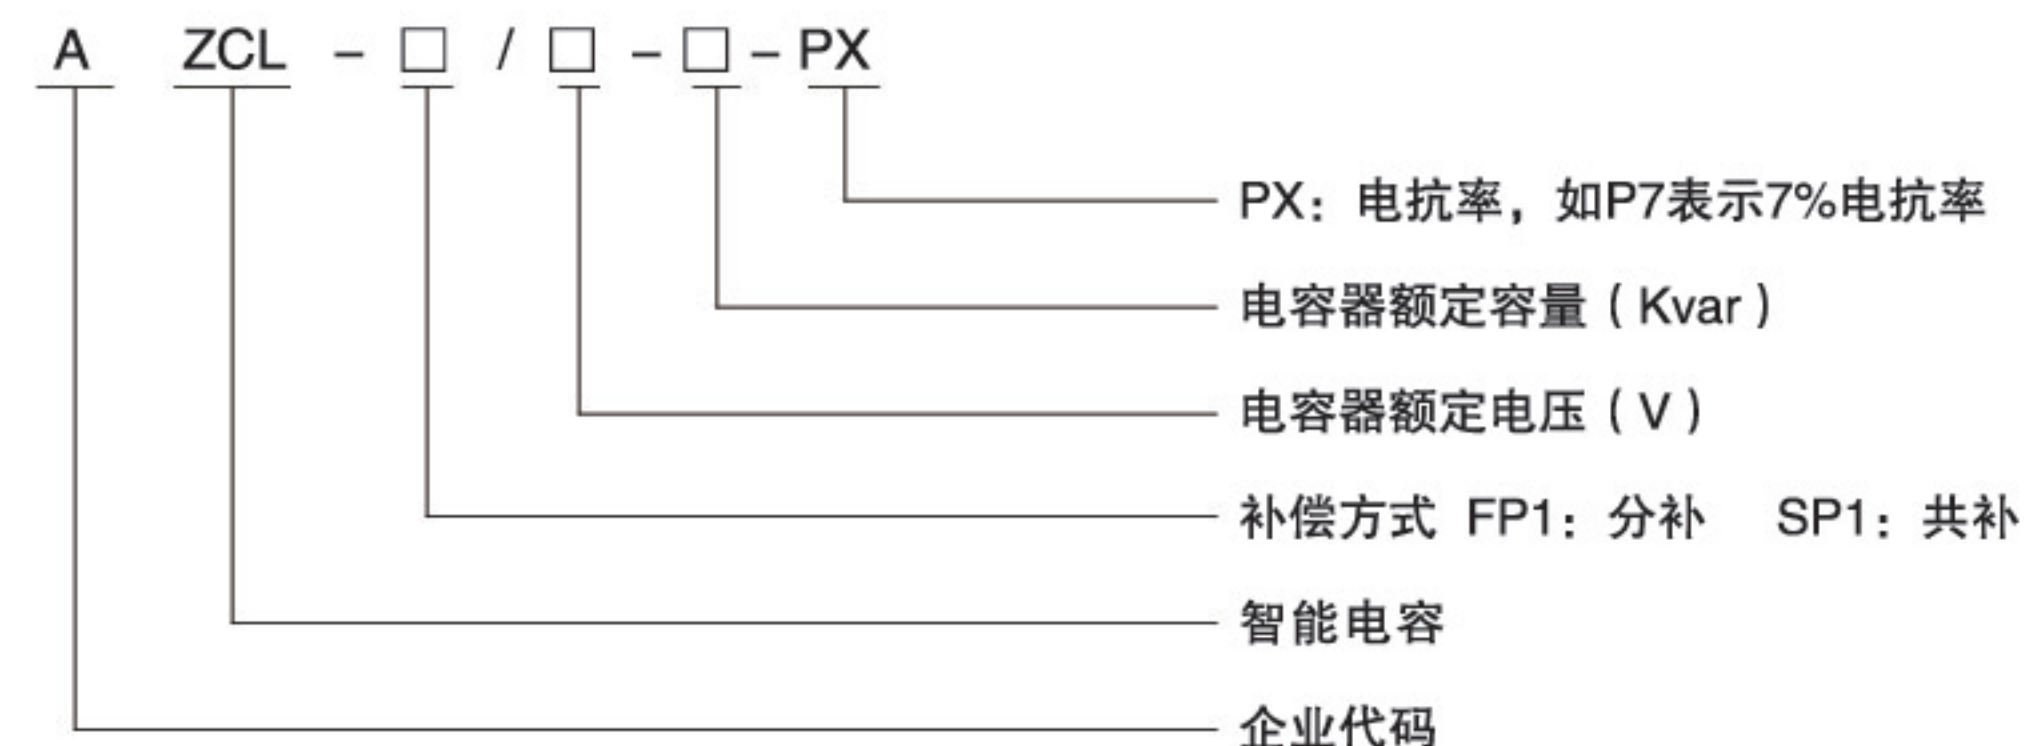 A ZCL - □ / □ - □ - PX
PX：电抗率，如P7表示7%电抗率
电容器额定容量（Kvar）
电容器额定电压（V）
补偿方式 FP1：分补 SP1：共补
智能电容
企业代码